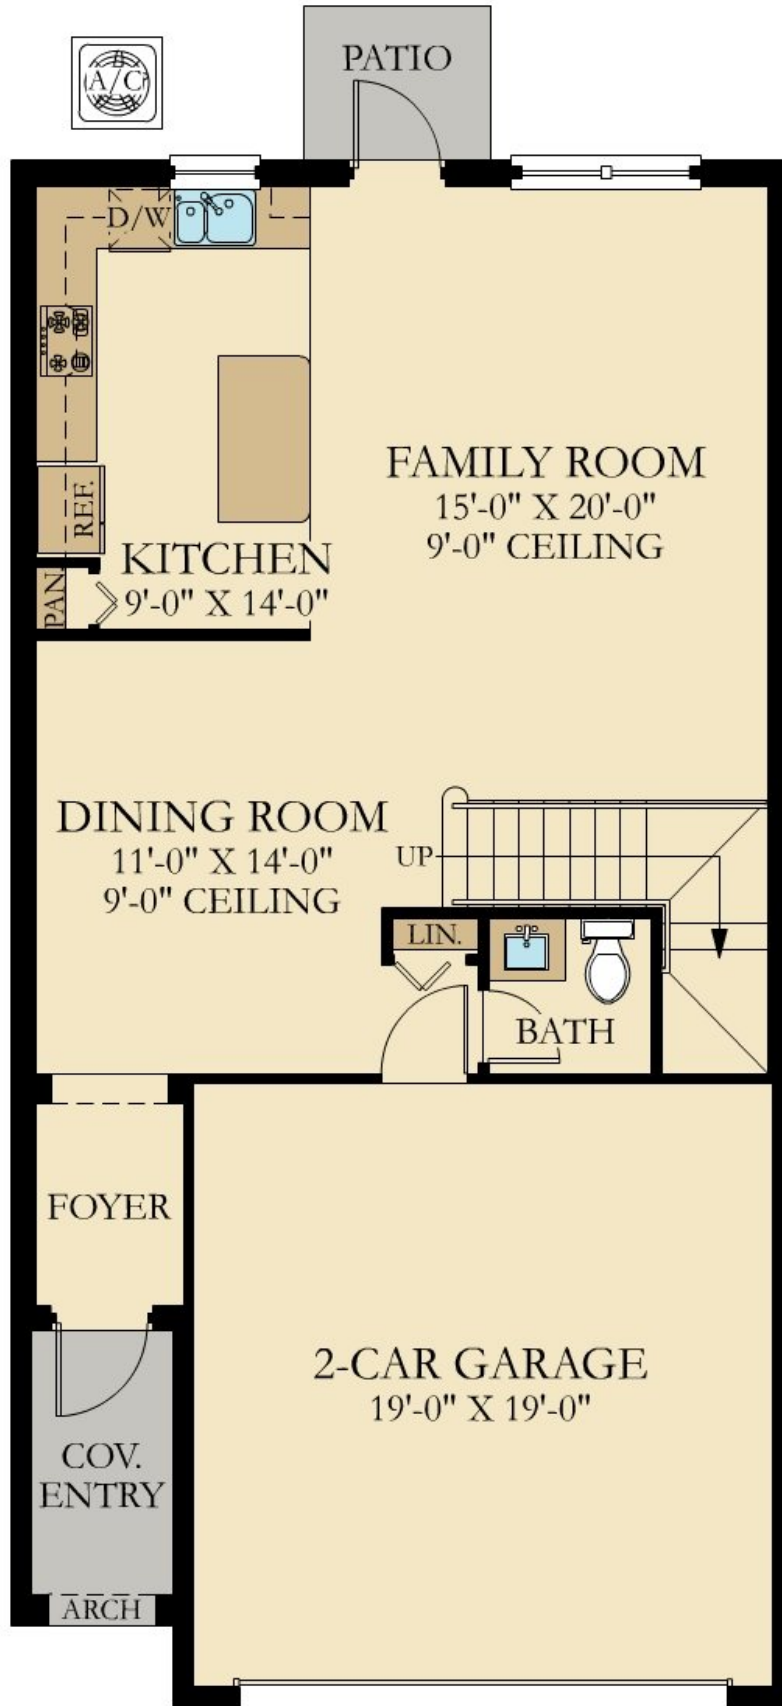 PATIO
A/C
D/W
FAMILY ROOM
15'-0" X 20'-0"
9'-0" CEILING
REF.
KITCHEN
9'-0" X 14'-0"
PAN.
DINING ROOM
11'-0" X 14'-0"
9'-0" CEILING
UP
LIN.
BATH
FOYER
2-CAR GARAGE
19'-0" X 19'-0"
COV.
ENTRY
ARCH